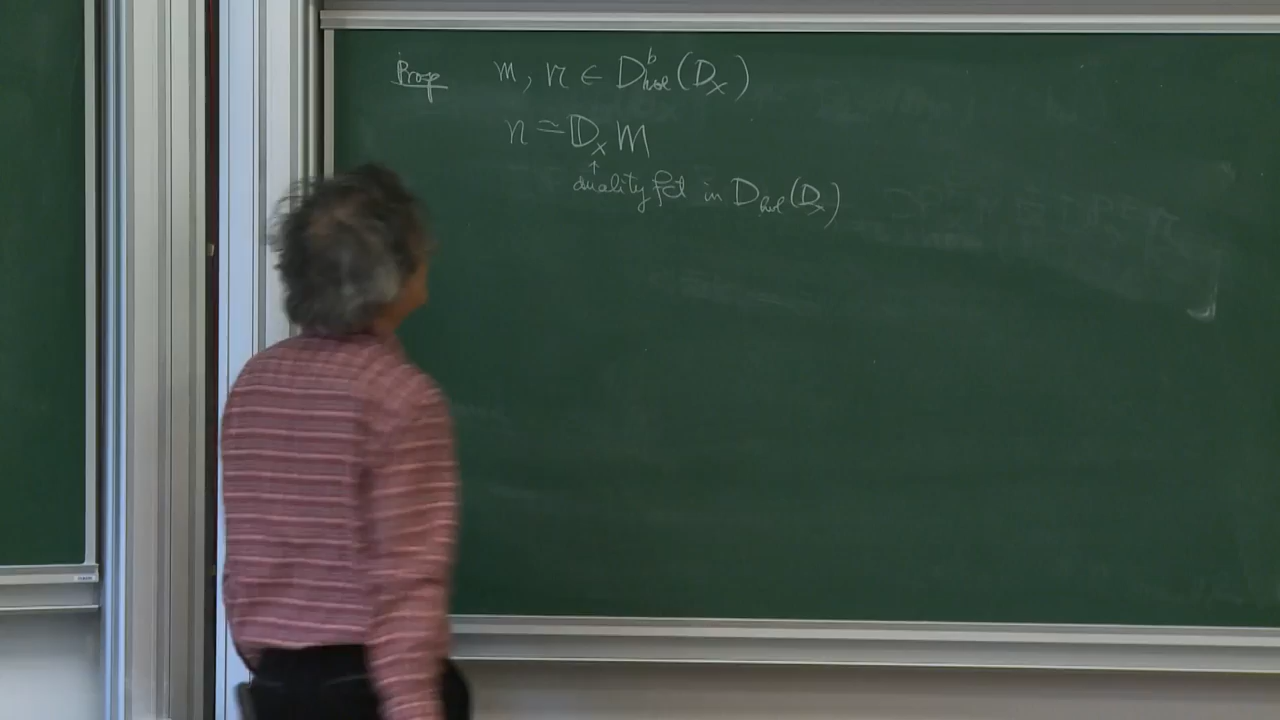 Prop m, n ∈ D^b_hol(D_X)
n ≃ 𝔻_X m
↑
duality fct in D_hol(D_X)